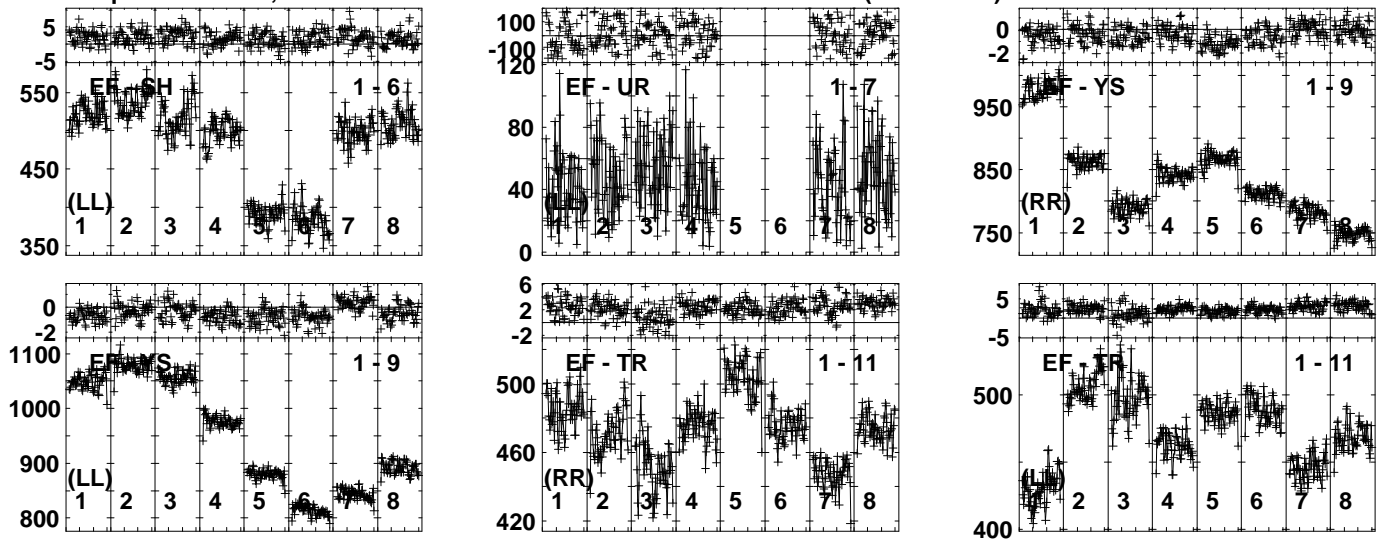 5
-5
EF - SH 1 - 6
550
450
350
(LL)
1 2 3 4 5 6 7 8
100
-100
120
EF - UR 1 - 7
80
40
0
(LL)
1 2 3 4 5 6 7 8
0
-2
EF - YS 1 - 9
950
850
750
(RR)
1 2 3 4 5 6 7 8
0
-2
1100
EF - YS 1 - 9
1000
900
800
(LL)
1 2 3 4 5 6 7 8
6
2
-2
EF - TR 1 - 11
500
460
420
(RR)
1 2 3 4 5 6 7 8
5
-5
EF - TR 1 - 11
500
400
(LL)
1 2 3 4 5 6 7 8